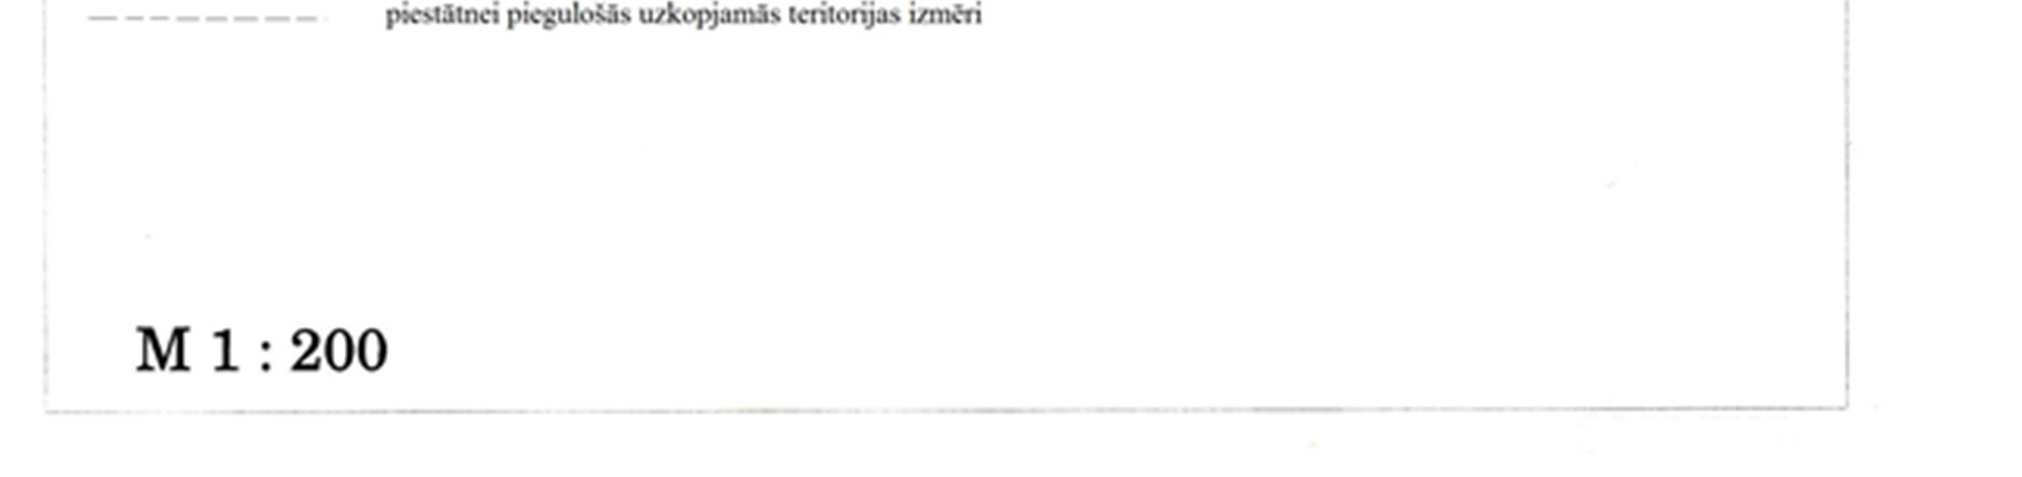 piestātnei piegulošās uzkopjamās teritorijas izmēri
M 1 : 200